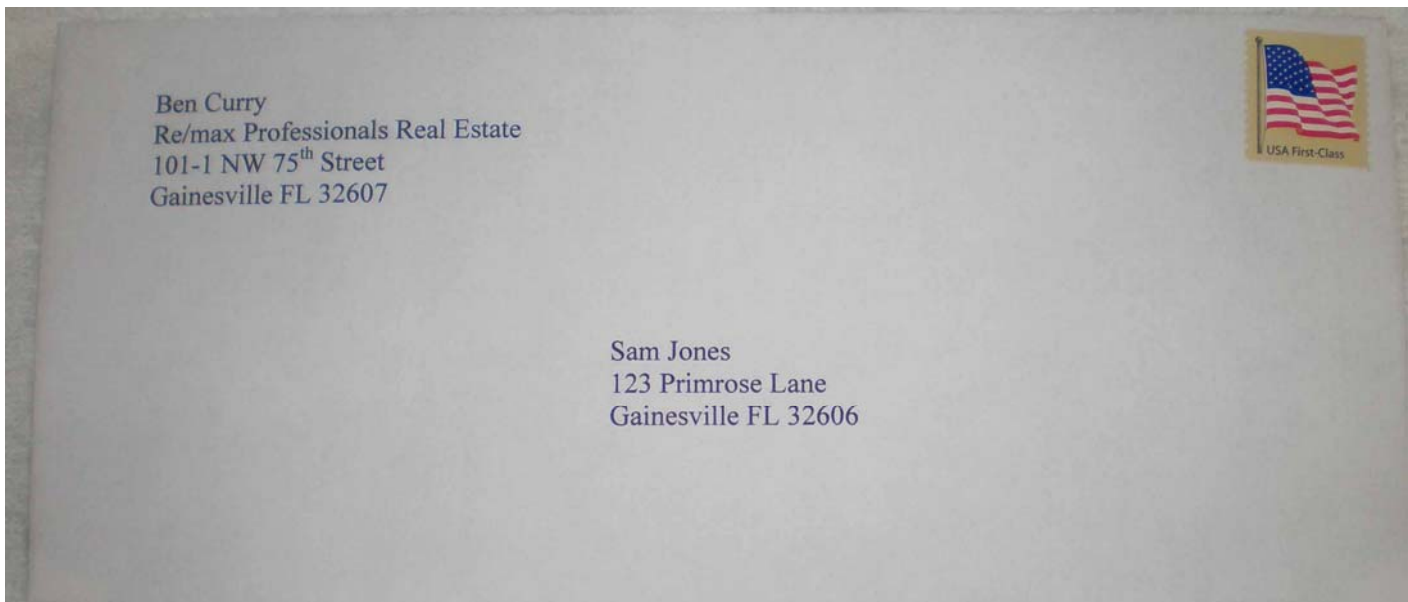 Ben Curry
Re/max Professionals Real Estate
101-1 NW 75th Street
Gainesville FL 32607
USA First-Class
Sam Jones
123 Primrose Lane
Gainesville FL 32606